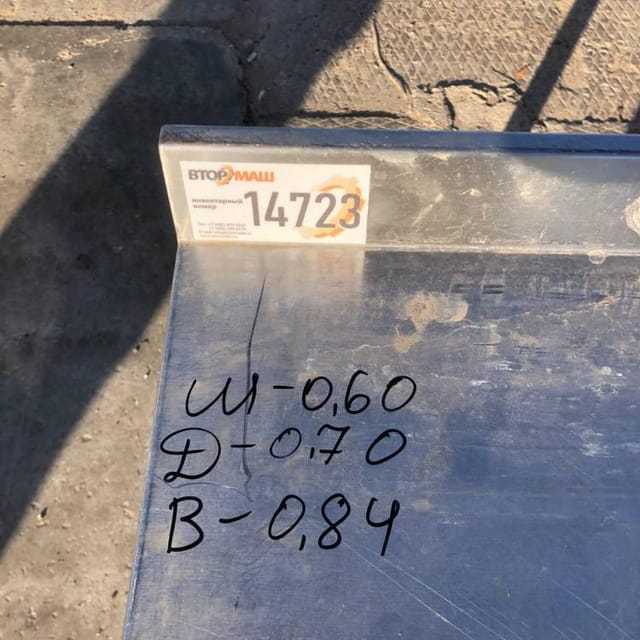 ВТОРМАШ
инвентарный
номер
14723
Ш-0,60
Д-0,70
В-0,84